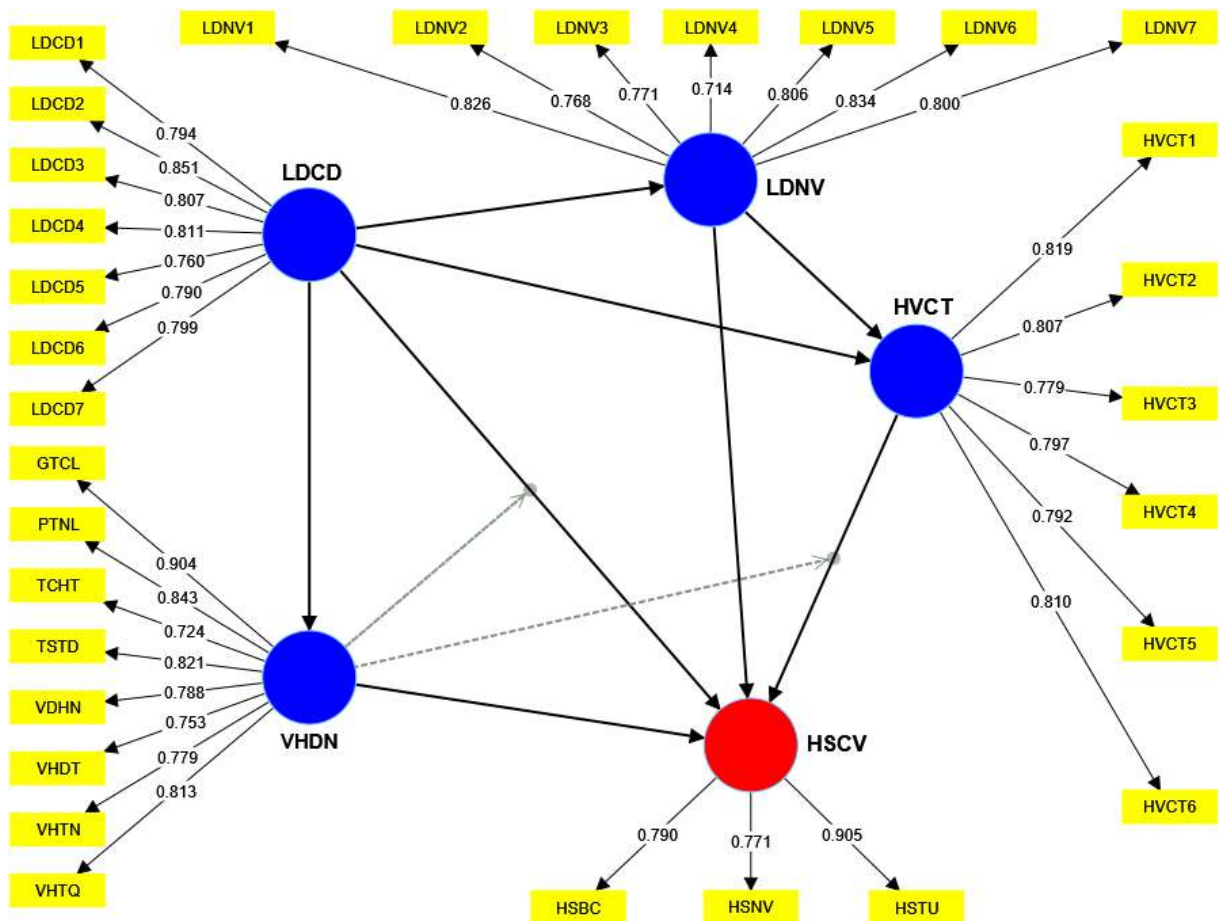 LDCD1
LDCD2
LDCD3
LDCD4
LDCD5
LDCD6
LDCD7
0.794
0.851
0.807
0.811
0.760
0.790
0.799
LDCD
LDNV1
LDNV2
LDNV3
LDNV4
LDNV5
LDNV6
LDNV7
0.826
0.768
0.771
0.714
0.806
0.834
0.800
LDNV
HVCT1
HVCT2
HVCT3
HVCT4
HVCT5
HVCT6
0.819
0.807
0.779
0.797
0.792
0.810
HVCT
GTCL
PTNL
TCHT
TSTD
VDHN
VHDT
VHTN
VHTQ
0.904
0.843
0.724
0.821
0.788
0.753
0.779
0.813
VHDN
HSCV
0.790
0.771
0.905
HSBC
HSNV
HSTU